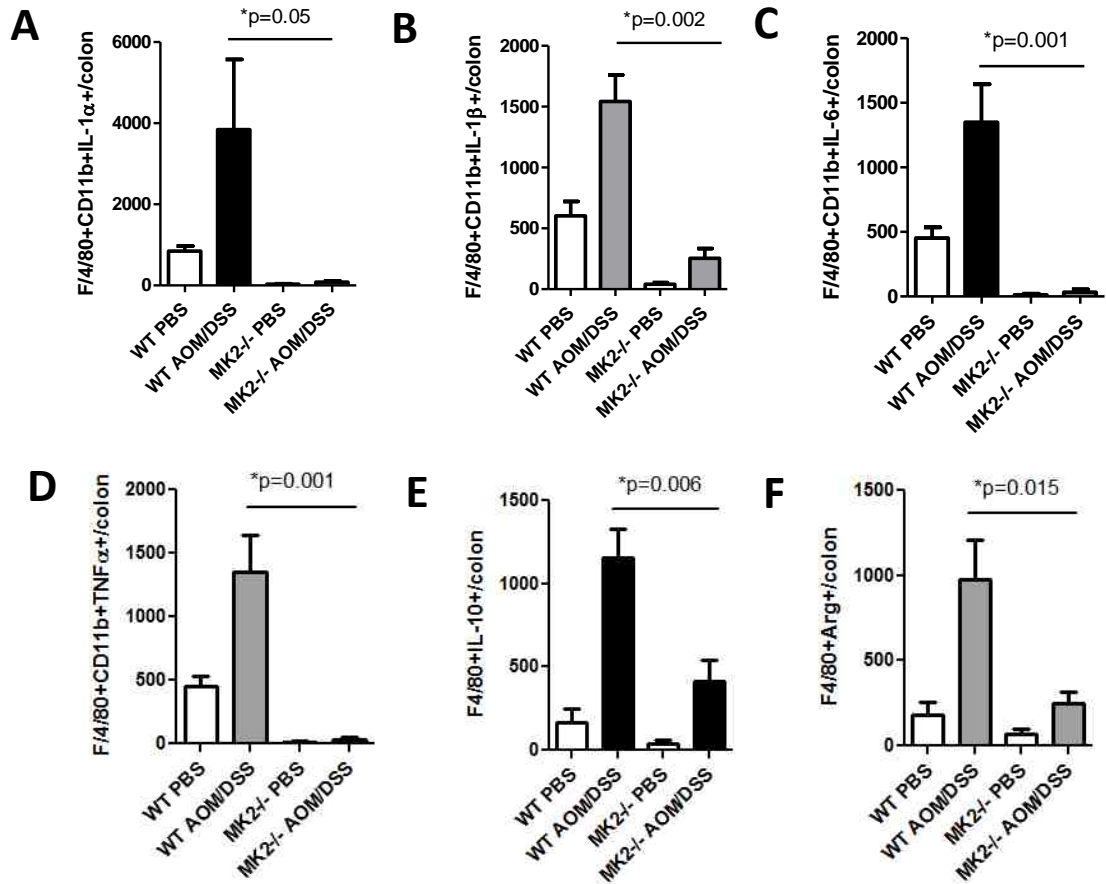 A
*p=0.05
F/4/80+CD11b+IL-1α+/colon
6000
4000
2000
0
WT PBS
WT AOM/DSS
MK2-/- PBS
MK2-/- AOM/DSS
B
*p=0.002
F/4/80+CD11b+IL-1β+/colon
2000
1500
1000
500
0
WT PBS
WT AOM/DSS
MK2-/- PBS
MK2-/- AOM/DSS
C
*p=0.001
F/4/80+CD11b+IL-6+/colon
2000
1500
1000
500
0
WT PBS
WT AOM/DSS
MK2-/- PBS
MK2-/- AOM/DSS
D
*p=0.001
F/4/80+CD11b+TNFα+/colon
2000
1500
1000
500
0
WT PBS
WT AOM/DSS
MK2-/- PBS
MK2-/- AOM/DSS
E
*p=0.006
F4/80+IL-10+/colon
1500
1000
500
0
WT PBS
WT AOM/DSS
MK2-/- PBS
MK2-/- AOM/DSS
F
*p=0.015
F4/80+Arg+/colon
1500
1000
500
0
WT PBS
WT AOM/DSS
MK2-/- PBS
MK2-/- AOM/DSS